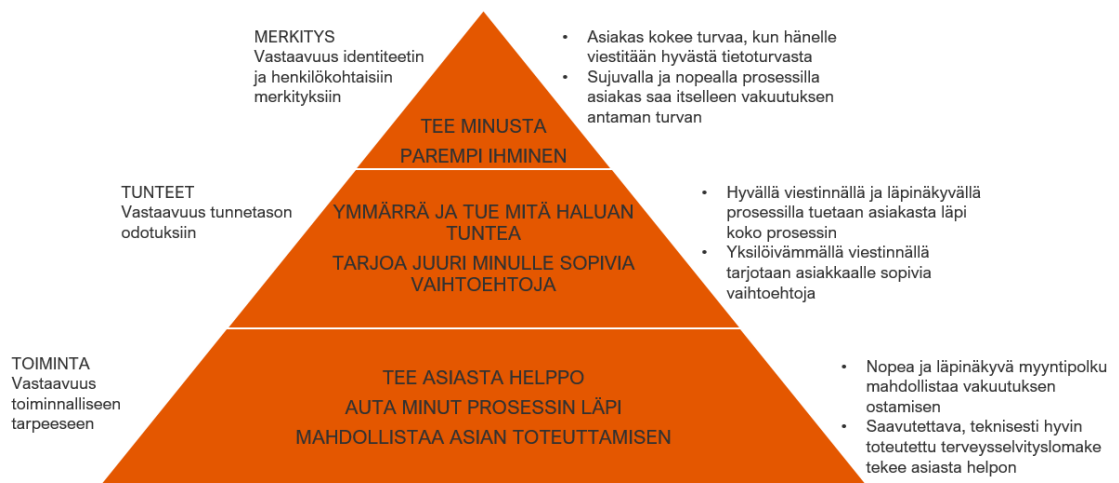 MERKITYS
Vastaavuus identiteetin
ja henkilökohtaisiin
merkityksiin
TEE MINUSTA
PAREMPI IHMINEN
• Asiakas kokee turvaa, kun hänelle
viestitään hyvästä tietoturvasta
• Sujuvalla ja nopealla prosessilla
asiakas saa itselleen vakuutuksen
antaman turvan
TUNTEET
Vastaavuus tunnetason
odotuksiin
YMMÄRRÄ JA TUE MITÄ HALUAN
TUNTEA
TARJOA JUURI MINULLE SOPIVIA
VAIHTOEHTOJA
• Hyvällä viestinnällä ja läpinäkyvällä
prosessilla tuetaan asiakasta läpi
koko prosessin
• Yksilöivämmällä viestinnällä
tarjotaan asiakkaalle sopivia
vaihtoehtoja
TOIMINTA
Vastaavuus
toiminnalliseen
tarpeeseen
TEE ASIASTA HELPPO
AUTA MINUT PROSESSIN LÄPI
MAHDOLLISTAA ASIAN TOTEUTTAMISEN
• Nopea ja läpinäkyvä myyntipolku
mahdollistaa vakuutuksen
ostamisen
• Saavutettava, teknisesti hyvin
toteutettu terveysselvityslomake
tekee asiasta helpon